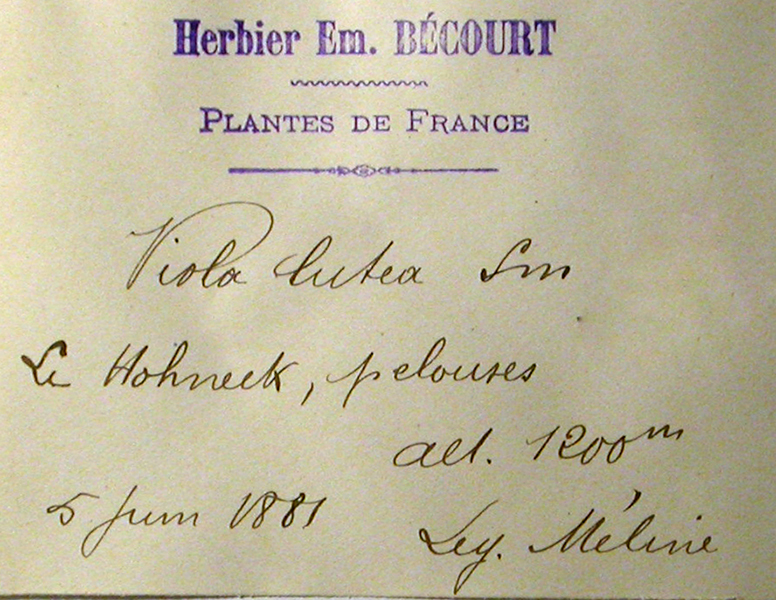 Herbier Em. BÉCOURT
PLANTES DE FRANCE
Viola lutea Sm
Le Hohneck, pelouses
alt. 1200m
5 Juin 1881
Leg. Méline